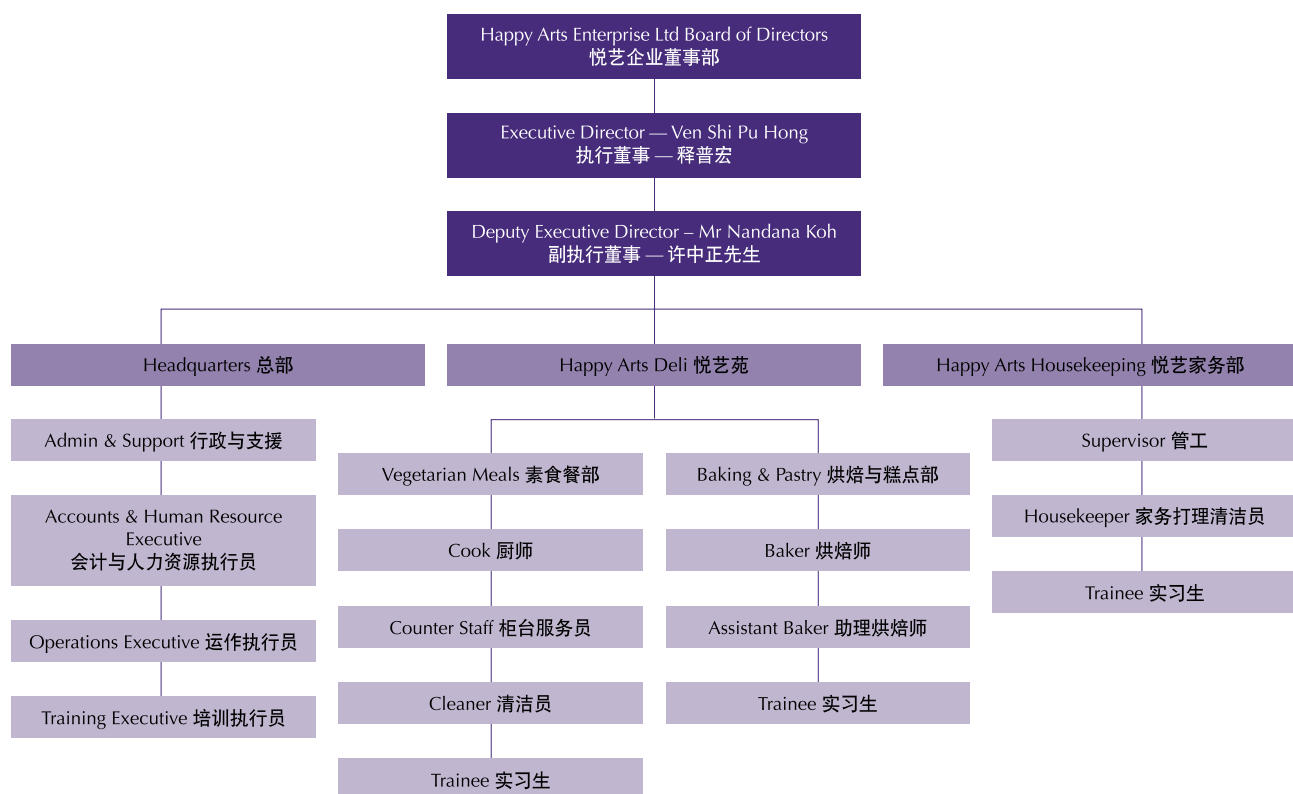 Happy Arts Enterprise Ltd Board of Directors
悦艺企业董事部
Executive Director — Ven Shi Pu Hong
执行董事 — 释普宏
Deputy Executive Director – Mr Nandana Koh
副执行董事 — 许中正先生
Headquarters 总部
Admin & Support 行政与支援
Accounts & Human Resource
Executive
会计与人力资源执行员
Operations Executive 运作执行员
Training Executive 培训执行员
Happy Arts Deli 悦艺苑
Vegetarian Meals 素食餐部
Cook 厨师
Counter Staff 柜台服务员
Cleaner 清洁员
Trainee 实习生
Baking & Pastry 烘焙与糕点部
Baker 烘焙师
Assistant Baker 助理烘焙师
Trainee 实习生
Happy Arts Housekeeping 悦艺家务部
Supervisor 管工
Housekeeper 家务打理清洁员
Trainee 实习生